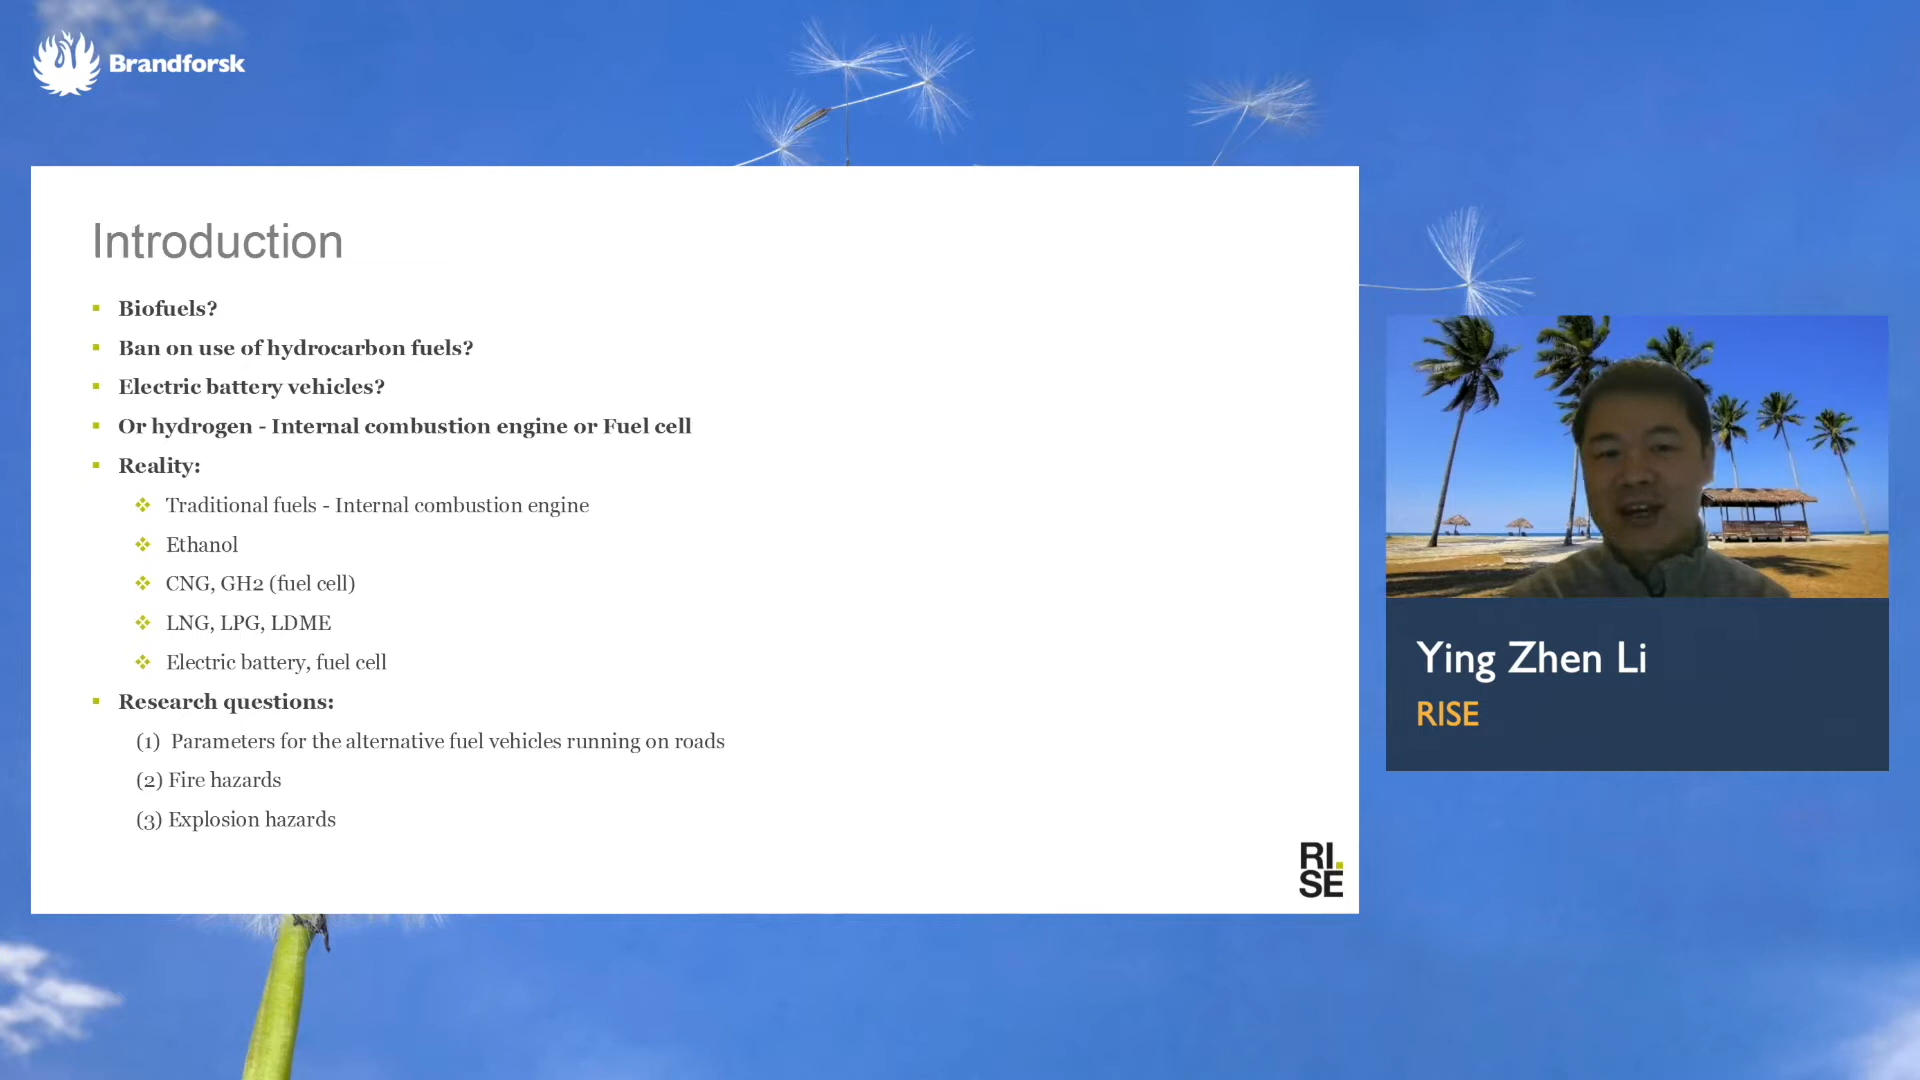 Brandforsk
Introduction
Biofuels?
Ban on use of hydrocarbon fuels?
Electric battery vehicles?
Or hydrogen - Internal combustion engine or Fuel cell
Reality:
Traditional fuels - Internal combustion engine
Ethanol
CNG, GH2 (fuel cell)
LNG, LPG, LDME
Electric battery, fuel cell
Research questions:
(1) Parameters for the alternative fuel vehicles running on roads
(2) Fire hazards
(3) Explosion hazards
RI.
SE
Ying Zhen Li
RISE